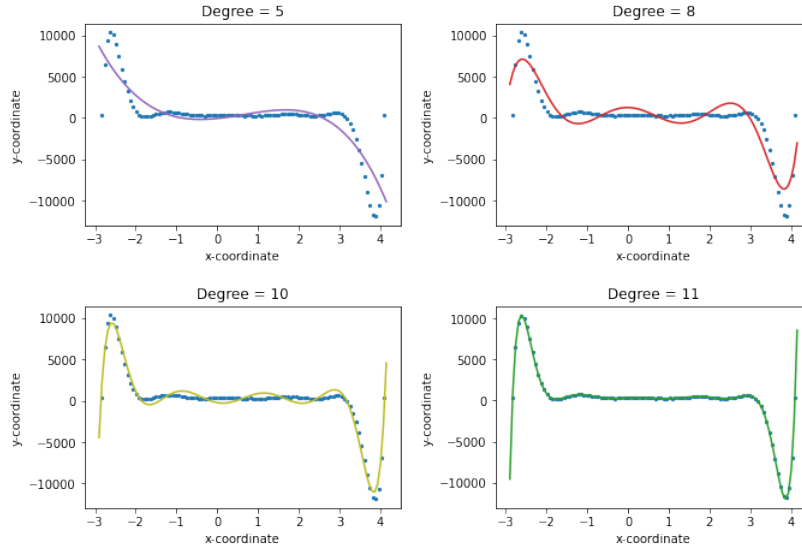 Degree = 5
10000
5000
0
−5000
−10000
y-coordinate
−3 −2 −1 0 1 2 3 4
x-coordinate
Degree = 8
10000
5000
0
−5000
−10000
y-coordinate
−3 −2 −1 0 1 2 3 4
x-coordinate
Degree = 10
10000
5000
0
−5000
−10000
y-coordinate
−3 −2 −1 0 1 2 3 4
x-coordinate
Degree = 11
10000
5000
0
−5000
−10000
y-coordinate
−3 −2 −1 0 1 2 3 4
x-coordinate